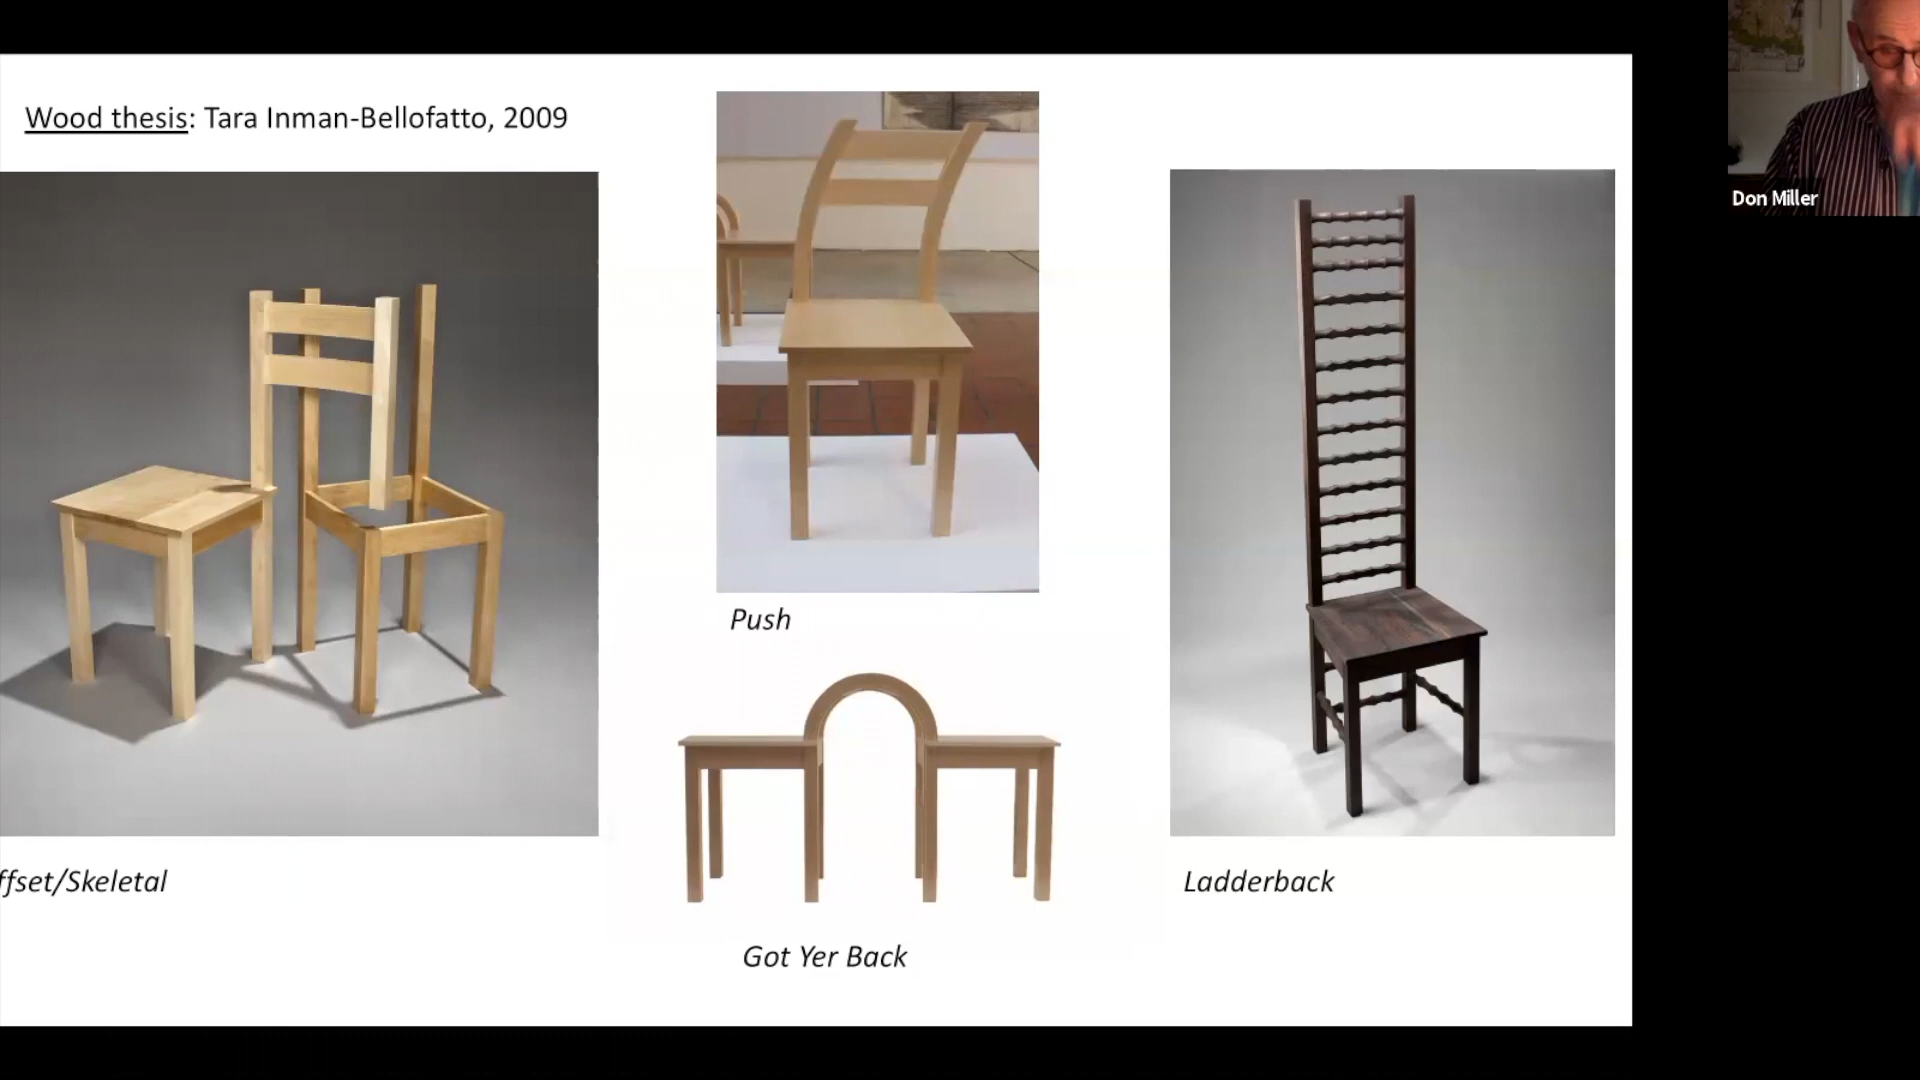 Wood thesis: Tara Inman-Bellofatto, 2009
Don Miller
Push
ffset/Skeletal
Ladderback
Got Yer Back